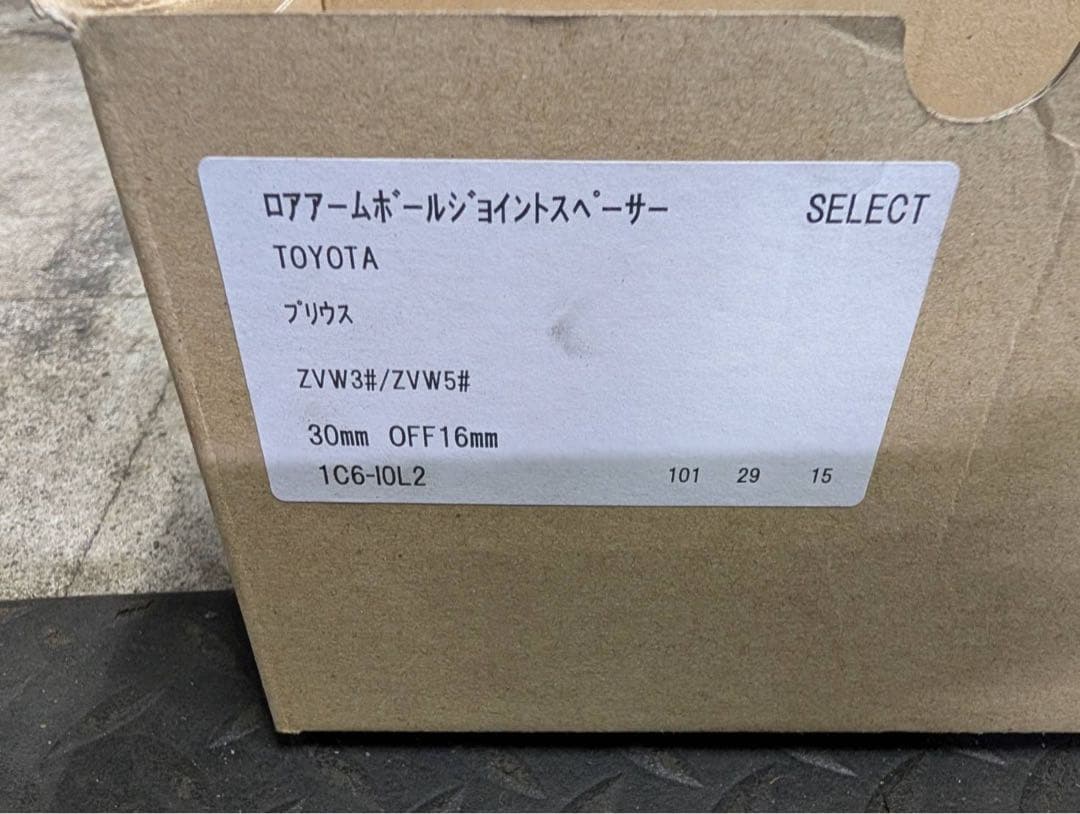 ロアアームボールジョイントスペーサー SELECT
TOYOTA
プリウス
ZVW3#/ZVW5#
30mm OFF16mm
1C6-I0L2 101 29 15